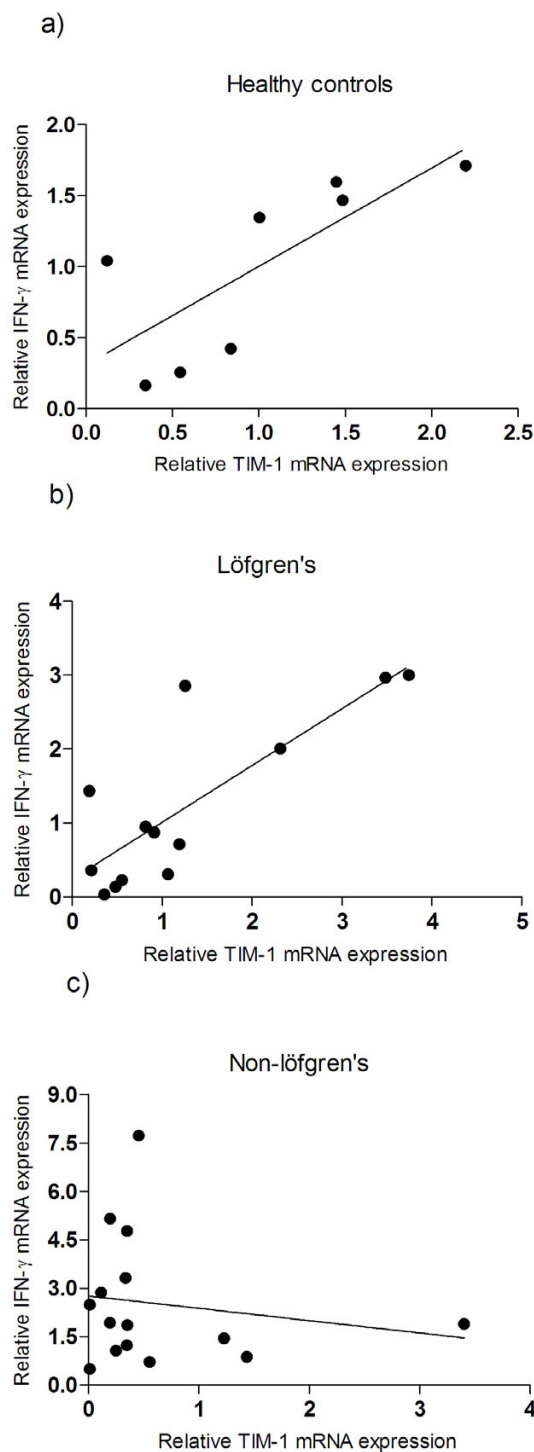 a)
Healthy controls
Relative IFN-γ mRNA expression
2.0
1.5
1.0
0.5
0.0
0.0 0.5 1.0 1.5 2.0 2.5
Relative TIM-1 mRNA expression
b)
Löfgren's
Relative IFN-γ mRNA expression
4
3
2
1
0
0 1 2 3 4 5
Relative TIM-1 mRNA expression
c)
Non-löfgren's
Relative IFN-γ mRNA expression
9.0
7.5
6.0
4.5
3.0
1.5
0.0
0 1 2 3 4
Relative TIM-1 mRNA expression